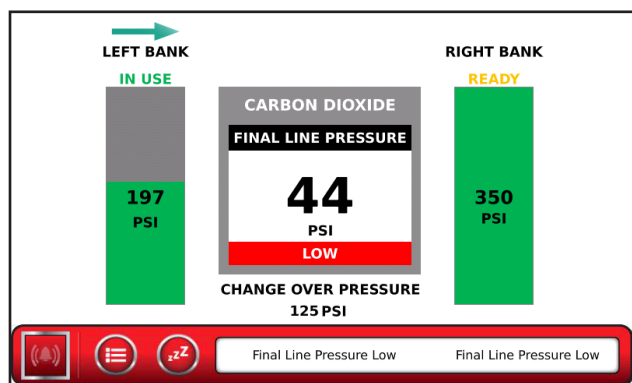 LEFT BANK
RIGHT BANK
IN USE
READY
CARBON DIOXIDE
FINAL LINE PRESSURE
197
PSI
44
PSI
350
PSI
LOW
CHANGE OVER PRESSURE
125 PSI
zzZ
Final Line Pressure Low
Final Line Pressure Low